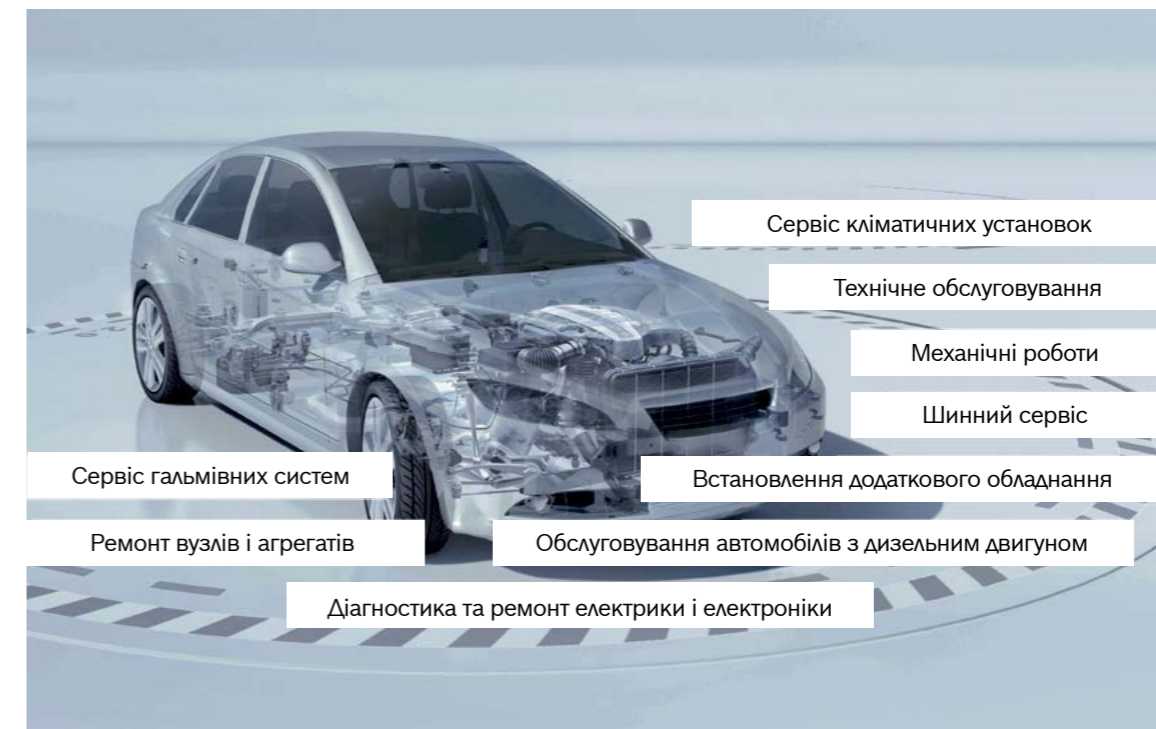 Сервіс кліматичних установок
Технічне обслуговування
Механічні роботи
Шинний сервіс
Сервіс гальмівних систем
Встановлення додаткового обладнання
Ремонт вузлів і агрегатів
Обслуговування автомобілів з дизельним двигуном
Діагностика та ремонт електрики і електроніки